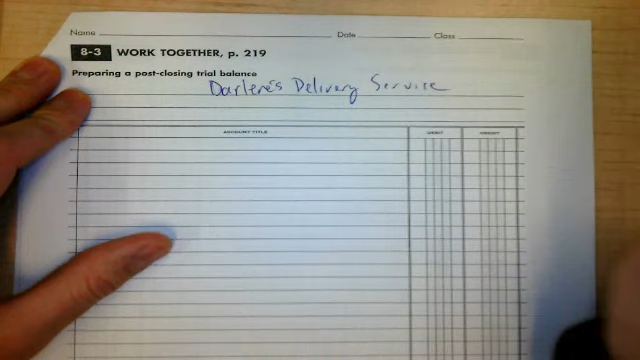 Name Date Class
8-3 WORK TOGETHER, p. 219
Preparing a post-closing trial balance
Darlene's Delivery Service
ACCOUNT TITLE DEBIT CREDIT